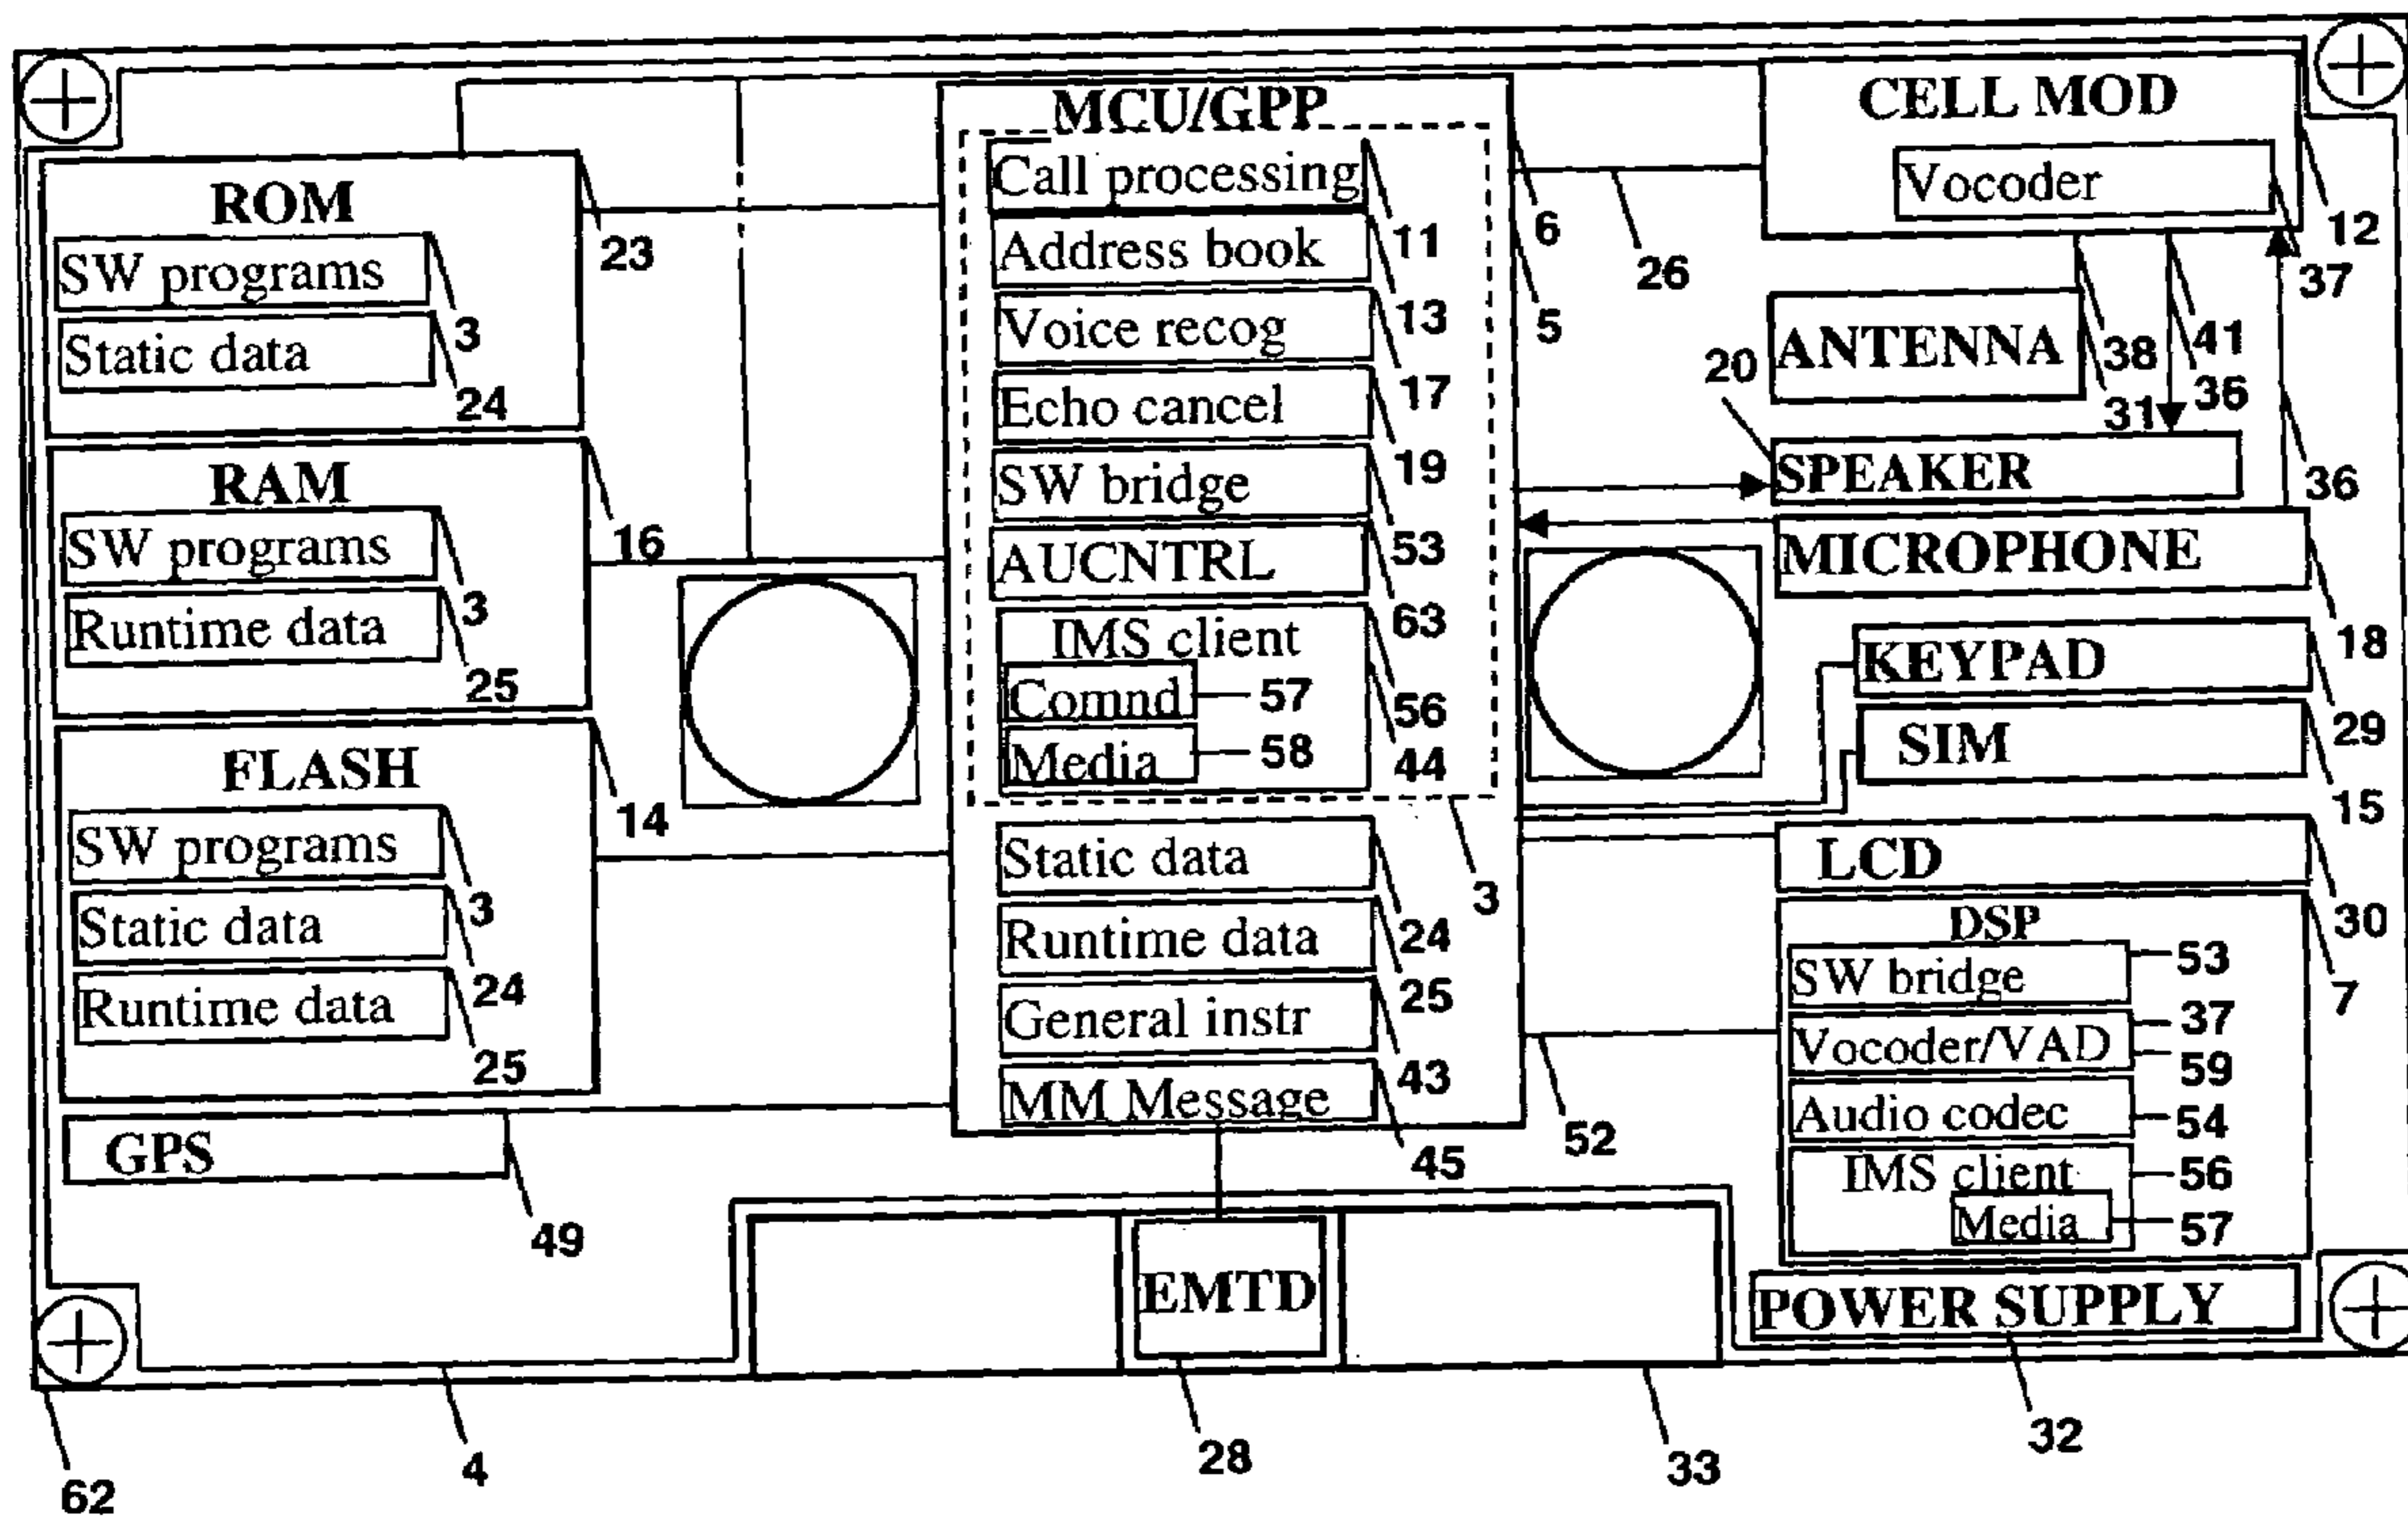 ROM
SW programs
Static data
23
3
24
RAM
SW programs
Runtime data
16
3
25
FLASH
SW programs
Static data
Runtime data
14
3
24
25
GPS
49
MCU/GPP
Call processing
Address book
Voice recog
Echo cancel
SW bridge
AUCNTRL
IMS client
Comnd
57
Media
58
11
13
17
19
53
63
56
44
3
Static data
Runtime data
General instr
MM Message
24
25
43
45
6
5
26
CELL MOD
Vocoder
12
37
ANTENNA
38
31
41
36
36
20
SPEAKER
MICROPHONE
18
KEYPAD
29
SIM
15
LCD
30
DSP
7
SW bridge
53
Vocoder/VAD
37
59
Audio codec
54
IMS client
56
Media
57
52
POWER SUPPLY
32
EMTD
28
33
4
62